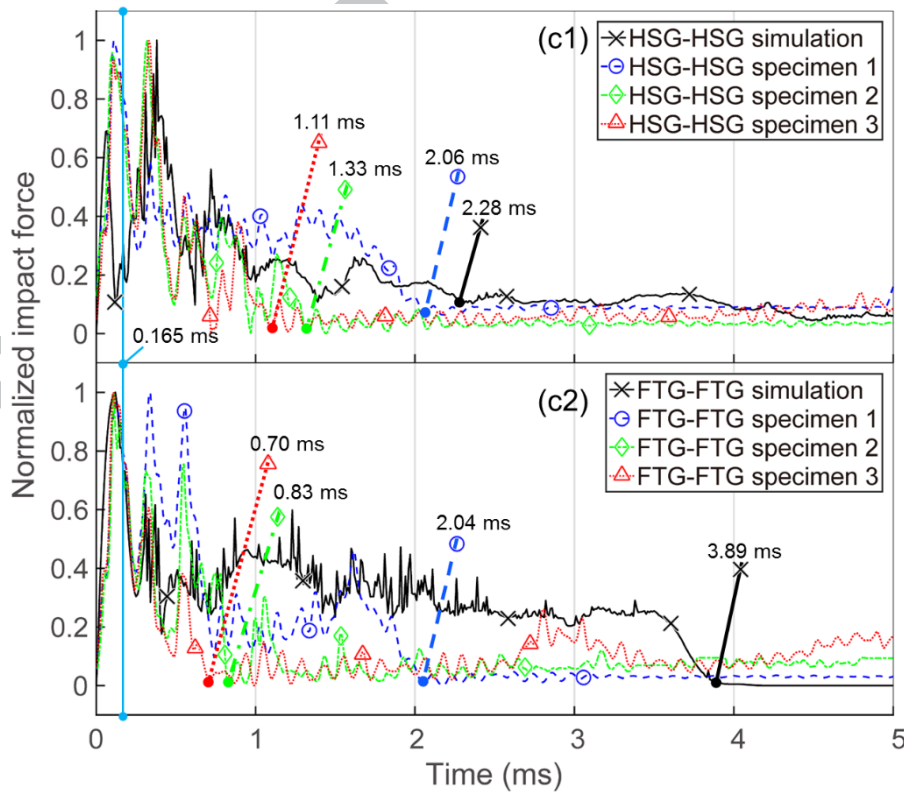 (c1)
HSG-HSG simulation
HSG-HSG specimen 1
HSG-HSG specimen 2
HSG-HSG specimen 3
1
0.8
0.6
0.4
0.2
0
1.11 ms
1.33 ms
2.06 ms
2.28 ms
0.165 ms
Normalized impact force
(c2)
FTG-FTG simulation
FTG-FTG specimen 1
FTG-FTG specimen 2
FTG-FTG specimen 3
1
0.8
0.6
0.4
0.2
0
0.70 ms
0.83 ms
2.04 ms
3.89 ms
0 1 2 3 4 5
Time (ms)